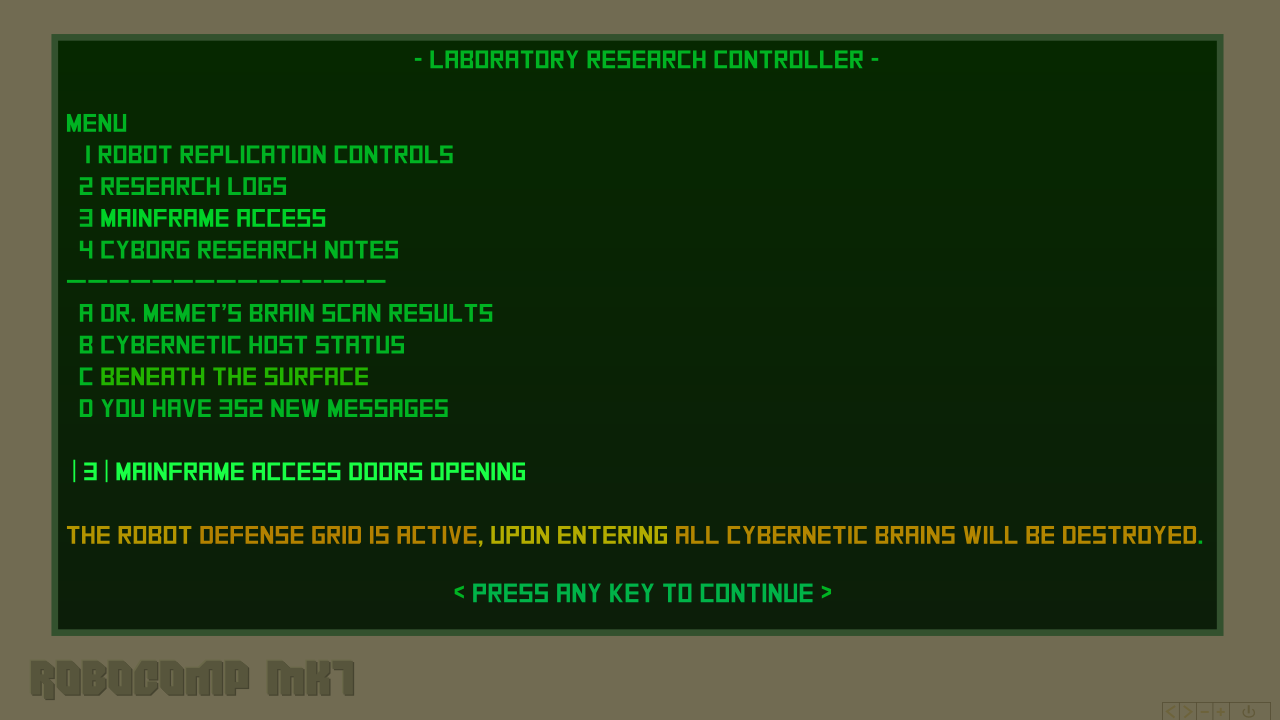 - LABORATORY RESEARCH CONTROLLER -
MENU
1 ROBOT REPLICATION CONTROLS
2 RESEARCH LOGS
3 MAINFRAME ACCESS
4 CYBORG RESEARCH NOTES
———————————————
A DR. MEMET'S BRAIN SCAN RESULTS
B CYBERNETIC HOST STATUS
C BENEATH THE SURFACE
D YOU HAVE 352 NEW MESSAGES
|3| MAINFRAME ACCESS DOORS OPENING
THE ROBOT DEFENSE GRID IS ACTIVE, UPON ENTERING ALL CYBERNETIC BRAINS WILL BE DESTROYED.
< PRESS ANY KEY TO CONTINUE >
ROBOCOMP MK7